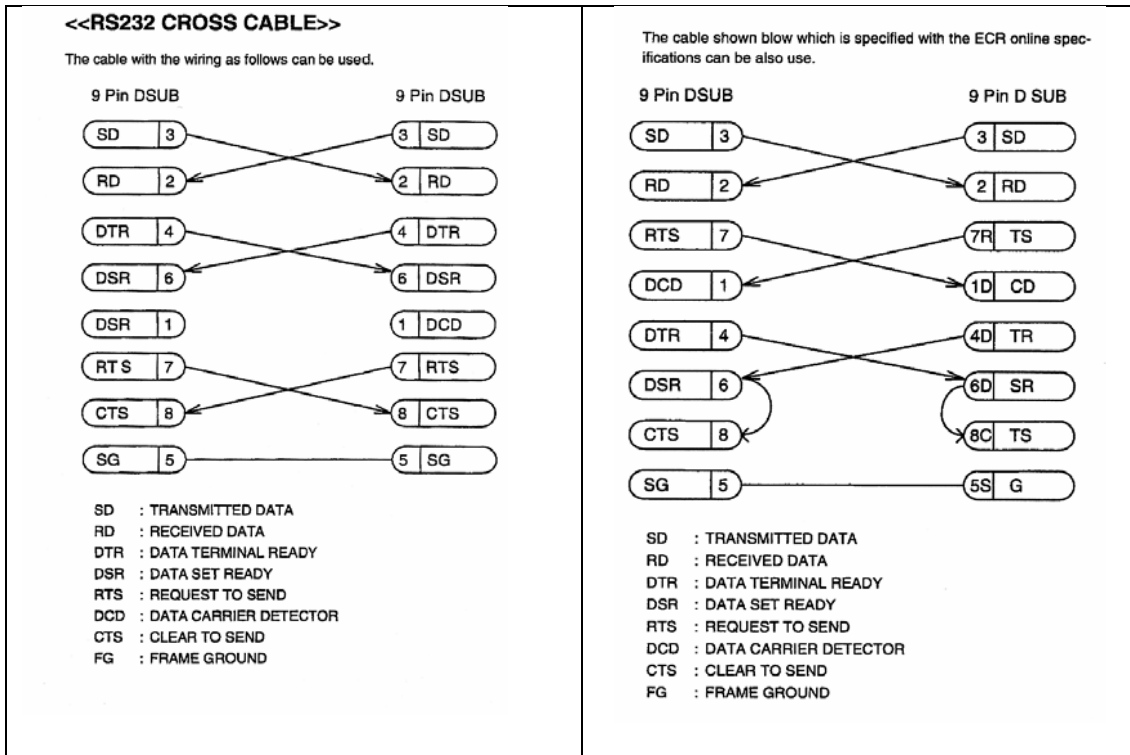 <<RS232 CROSS CABLE>>
The cable with the wiring as follows can be used.
9 Pin DSUB 9 Pin DSUB
SD 3 3 SD
RD 2 2 RD
DTR 4 4 DTR
DSR 6 6 DSR
DSR 1 1 DCD
RTS 7 7 RTS
CTS 8 8 CTS
SG 5 5 SG
SD : TRANSMITTED DATA
RD : RECEIVED DATA
DTR : DATA TERMINAL READY
DSR : DATA SET READY
RTS : REQUEST TO SEND
DCD : DATA CARRIER DETECTOR
CTS : CLEAR TO SEND
FG : FRAME GROUND
The cable shown blow which is specified with the ECR online spec-
ifications can be also use.
9 Pin DSUB 9 Pin D SUB
SD 3 3 SD
RD 2 2 RD
RTS 7 7R TS
DCD 1 1D CD
DTR 4 4D TR
DSR 6 6D SR
CTS 8 8C TS
SG 5 5S G
SD : TRANSMITTED DATA
RD : RECEIVED DATA
DTR : DATA TERMINAL READY
DSR : DATA SET READY
RTS : REQUEST TO SEND
DCD : DATA CARRIER DETECTOR
CTS : CLEAR TO SEND
FG : FRAME GROUND